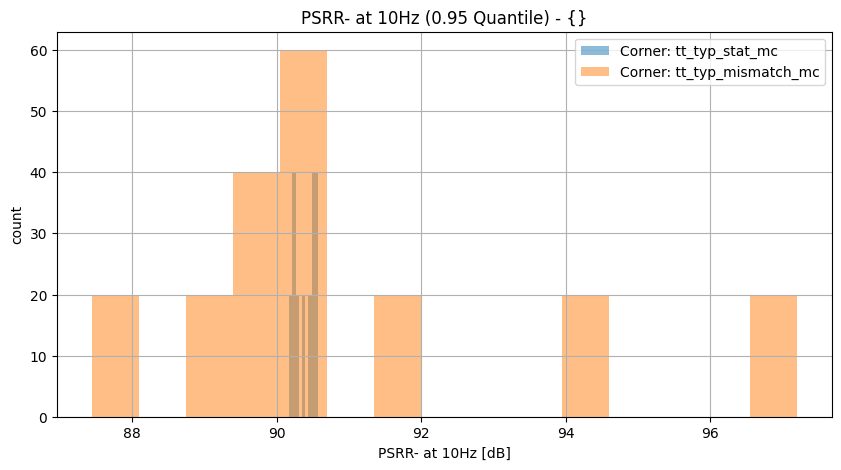 PSRR- at 10Hz (0.95 Quantile) - {}
Corner: tt_typ_stat_mc
Corner: tt_typ_mismatch_mc
count
60
50
40
30
20
10
0
88 90 92 94 96
PSRR- at 10Hz [dB]